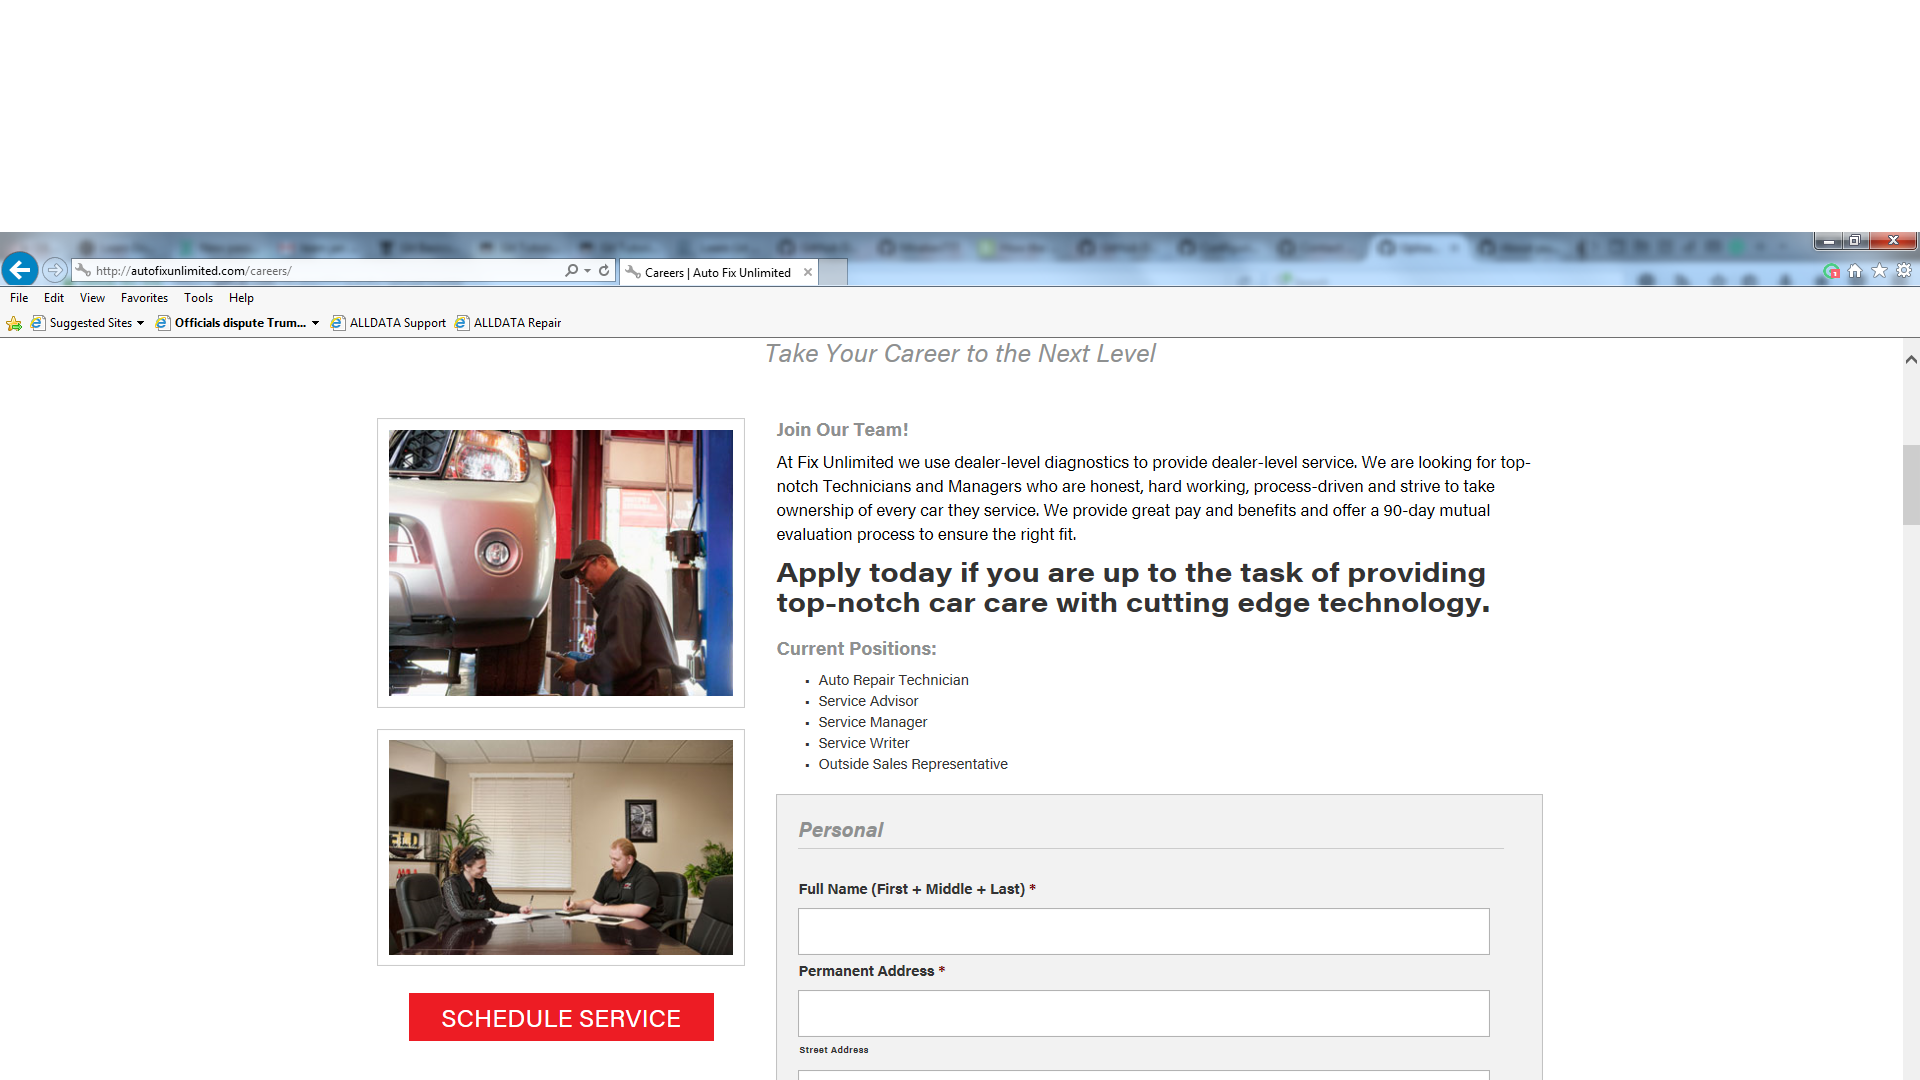 http://autofixunlimited.com/careers/
Careers | Auto Fix Unlimited
File Edit View Favorites Tools Help
Suggested Sites Officials dispute Trum... ALLDATA Support ALLDATA Repair
Take Your Career to the Next Level
Join Our Team!
At Fix Unlimited we use dealer-level diagnostics to provide dealer-level service. We are looking for top-
notch Technicians and Managers who are honest, hard working, process-driven and strive to take
ownership of every car they service. We provide great pay and benefits and offer a 90-day mutual
evaluation process to ensure the right fit.
Apply today if you are up to the task of providing
top-notch car care with cutting edge technology.
Current Positions:
▪ Auto Repair Technician
▪ Service Advisor
▪ Service Manager
▪ Service Writer
▪ Outside Sales Representative
Personal
Full Name (First + Middle + Last) *
Permanent Address *
Street Address
SCHEDULE SERVICE